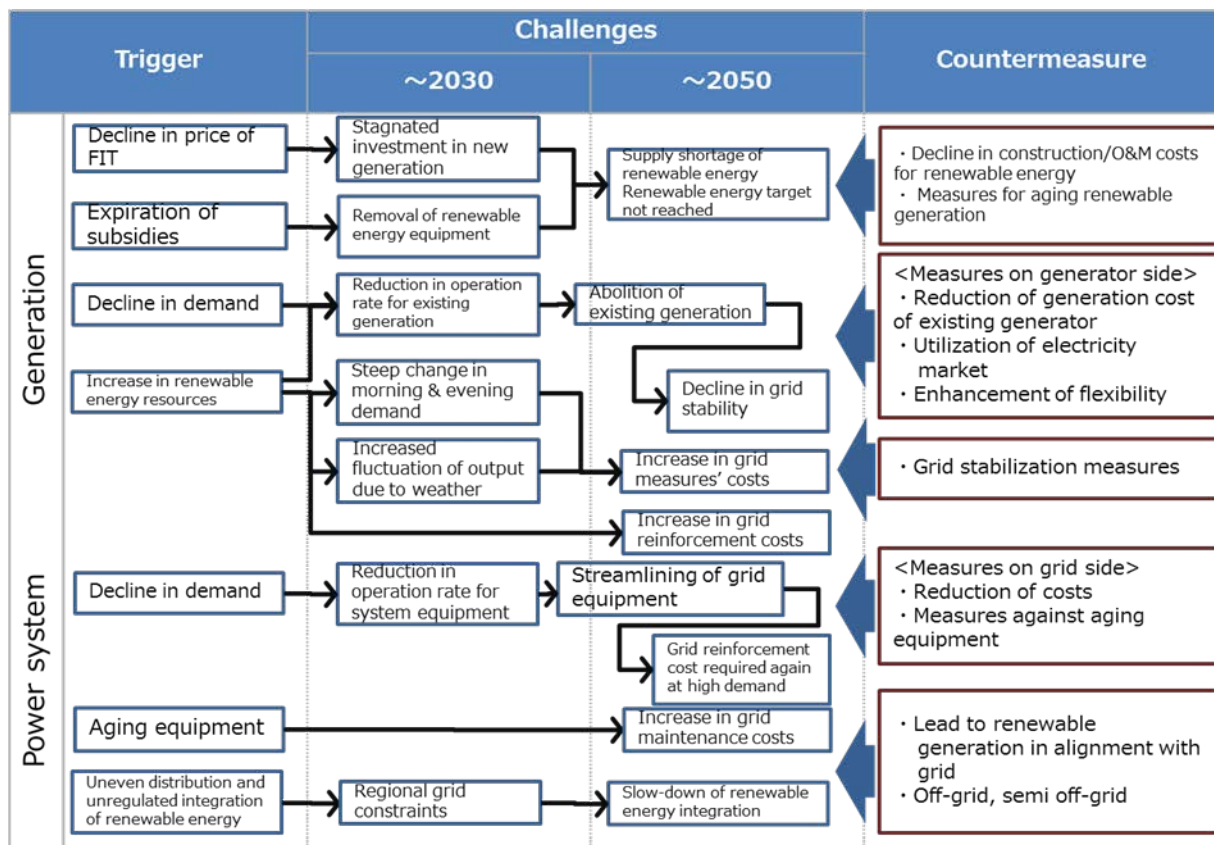 Trigger
Challenges
～2030
～2050
Countermeasure
Generation
Decline in price of
FIT
Stagnated
investment in new
generation
Supply shortage of
renewable energy
Renewable energy target
not reached
・Decline in construction/O&M costs
for renewable energy
・Measures for aging renewable
generation
Expiration of
subsidies
Removal of renewable
energy equipment
Decline in demand
Reduction in operation
rate for existing
generation
Abolition of
existing generation
<Measures on generator side>
・Reduction of generation cost
of existing generator
・Utilization of electricity
market
・Enhancement of flexibility
Increase in renewable
energy resources
Steep change in
morning & evening
demand
Decline in grid
stability
Increased
fluctuation of output
due to weather
Increase in grid
measures' costs
・Grid stabilization measures
Increase in grid
reinforcement costs
Power system
Decline in demand
Reduction in
operation rate for
system equipment
Streamlining of grid
equipment
<Measures on grid side>
・Reduction of costs
・Measures against aging
equipment
Grid reinforcement
cost required again
at high demand
Aging equipment
Increase in grid
maintenance costs
・Lead to renewable
generation in alignment with
grid
・Off-grid, semi off-grid
Uneven distribution and
unregulated integration
of renewable energy
Regional grid
constraints
Slow-down of renewable
energy integration